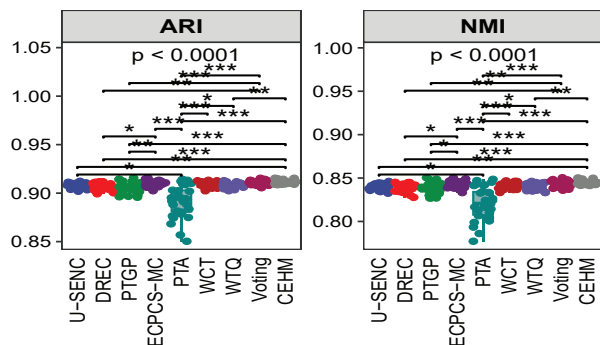 ARI
1.05
1.00
0.95
0.90
0.85
p < 0.0001
***
***
**
**
*
***
***
***
*
**
***
***
**
*
U-SENC
DREC
PTGP
ECPCS-MC
PTA
WCT
WTQ
Voting
CEHM
NMI
1.00
0.95
0.90
0.85
0.80
p < 0.0001
***
**
**
**
*
***
***
***
*
*
***
***
**
*
U-SENC
DREC
PTGP
ECPCS-MC
PTA
WCT
WTQ
Voting
CEHM